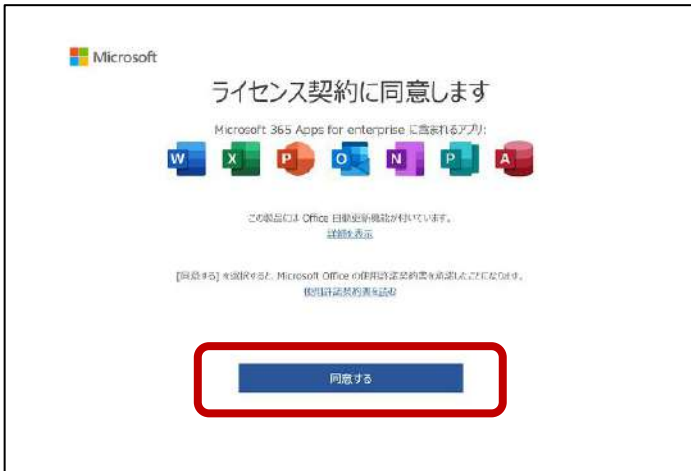 Microsoft
ライセンス契約に同意します
Microsoft 365 Apps for enterprise に含まれるアプリ:
W X P O N P A
この製品には Office 自動更新機能が付いています。
詳細を表示
[同意する] を選択すると、Microsoft Office の使用許諾契約書を承諾したことになります。
使用許諾契約書を読む
同意する